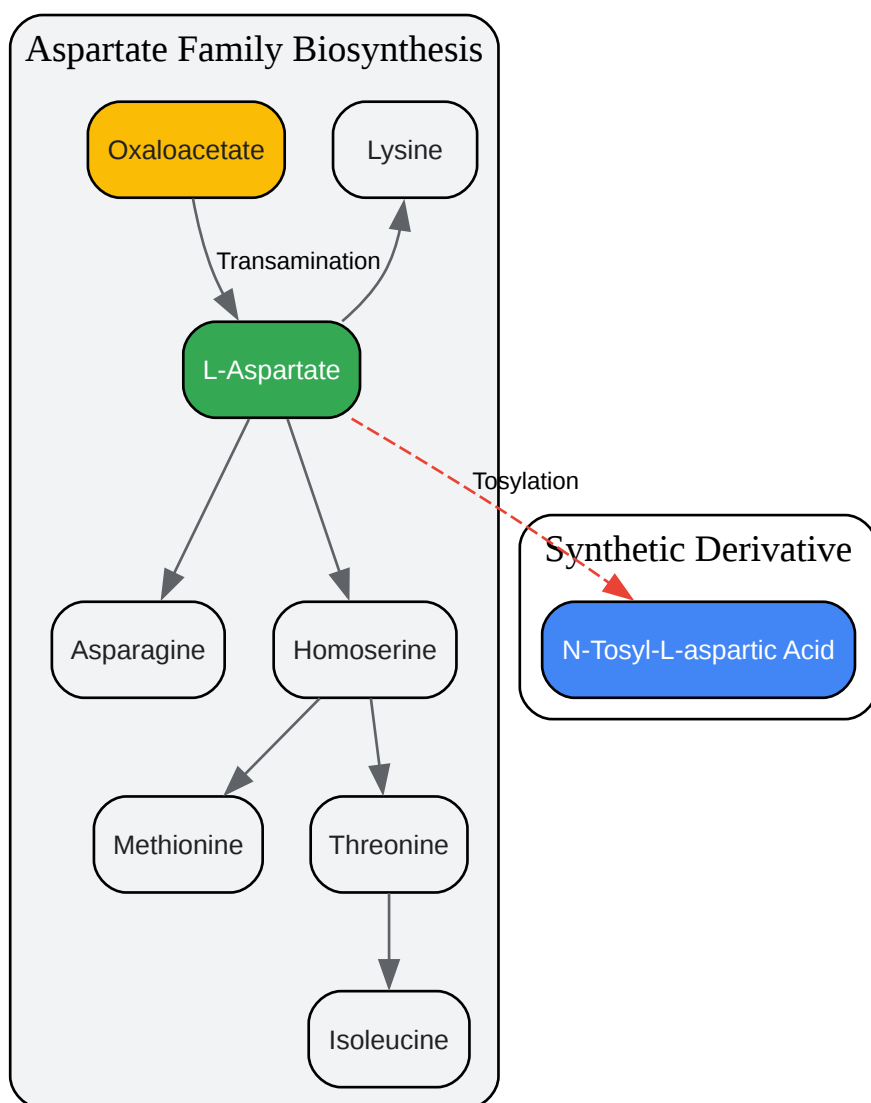 Aspartate Family Biosynthesis
Oxaloacetate
Lysine
Transamination
L-Aspartate
Tosylation
Synthetic Derivative
Asparagine
Homoserine
N-Tosyl-L-aspartic Acid
Methionine
Threonine
Isoleucine